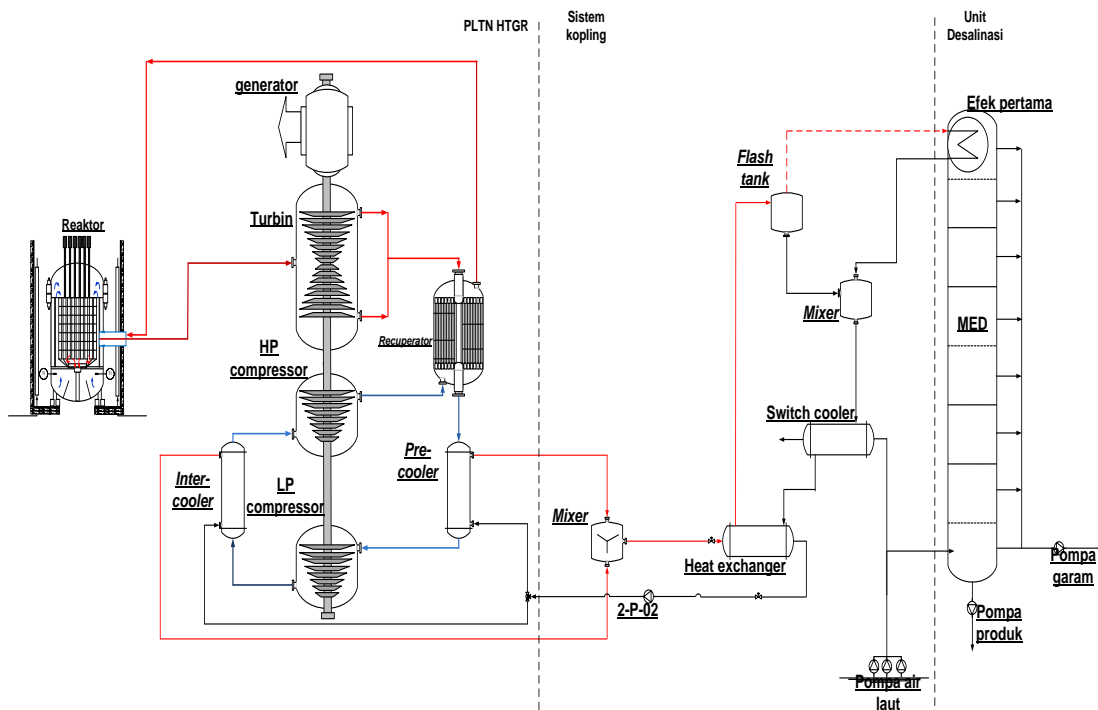 PLTN HTGR
Sistem
kopling
Unit
Desalinasi
generator
Efek pertama
Flash
tank
Turbin
Reaktor
Mixer
Recuperator
MED
HP
compressor
Switch cooler
Pre-
cooler
Inter-
cooler
LP
compressor
Mixer
Heat exchanger
Pompa
garam
2-P-02
Pompa
produk
Pompa air
laut